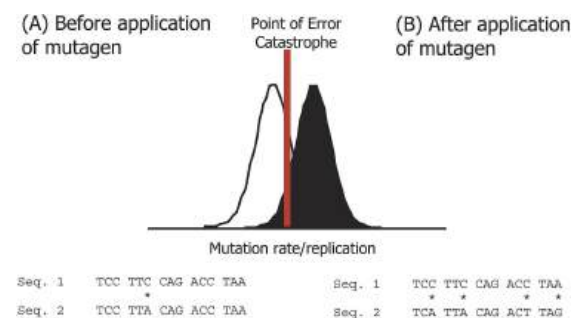 (A) Before application
of mutagen
Point of Error
Catastrophe
(B) After application
of mutagen
Mutation rate/replication
Seq. 1 TCC TTC CAG ACC TAA
*
Seq. 2 TCC TTA CAG ACC TAA
Seq. 1 TCC TTC CAG ACC TAA
* * * *
Seq. 2 TCA TTA CAG ACT TAG